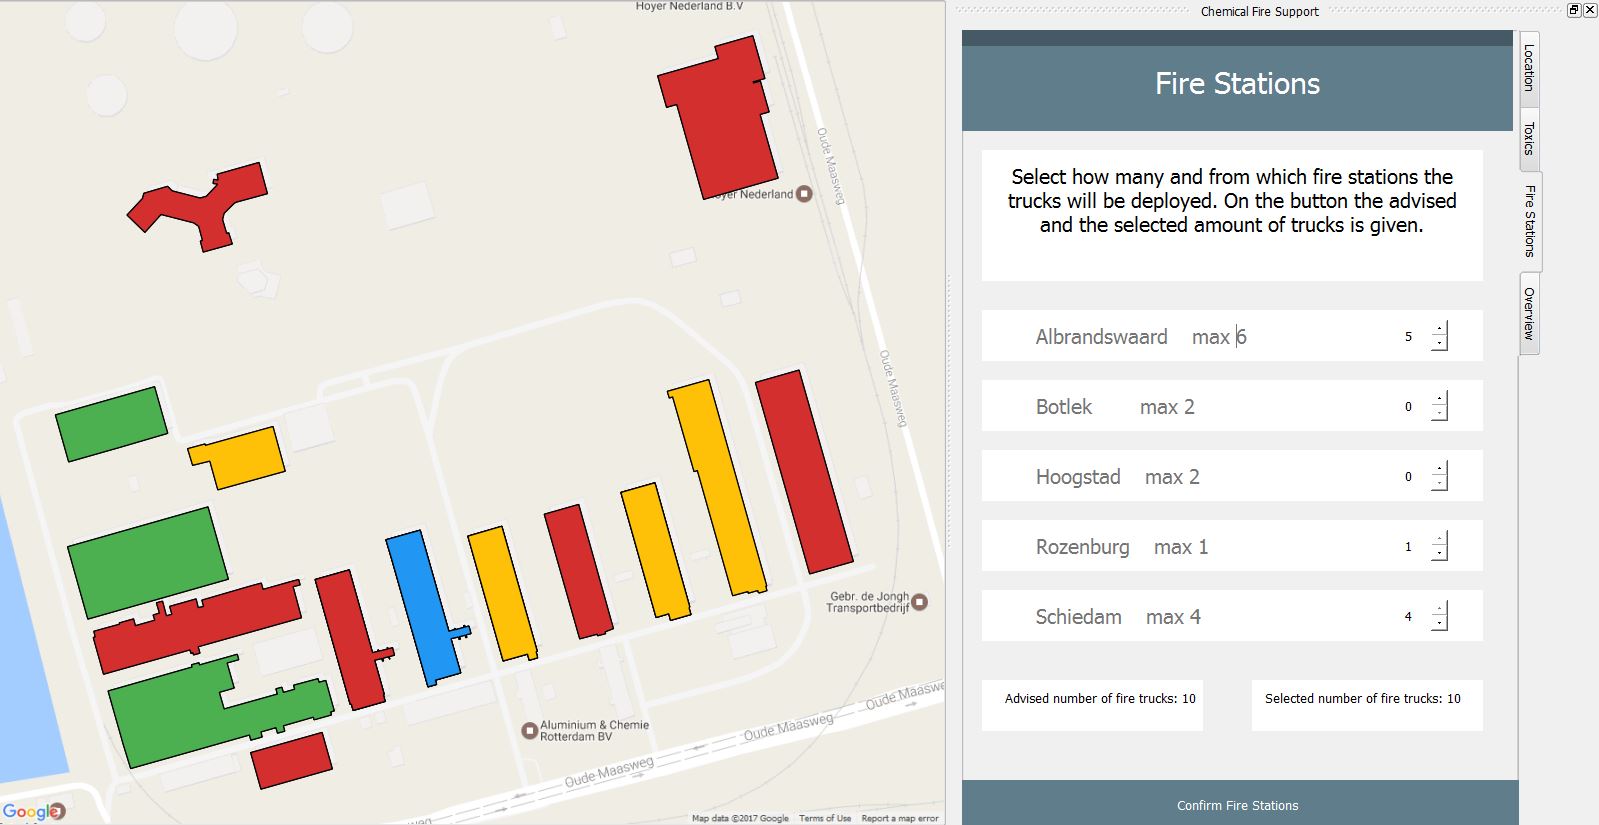 Hoyer Nederland B.V
Oude Maasweg
oyer Nederland
Oude Maasweg
Gebr. de Jongh
Transportbedrijf
Aluminium & Chemie
Rotterdam BV
Oude Maasweg
Oude Maasweg
Oude Maaswe
Google
Map data ©2017 Google Terms of Use Report a map error
Chemical Fire Support
Fire Stations
Select how many and from which fire stations the
trucks will be deployed. On the button the advised
and the selected amount of trucks is given.
Albrandswaard max 6 5
Botlek max 2 0
Hoogstad max 2 0
Rozenburg max 1 1
Schiedam max 4 4
Advised number of fire trucks: 10
Selected number of fire trucks: 10
Confirm Fire Stations
Location
Toxics
Fire Stations
Overview